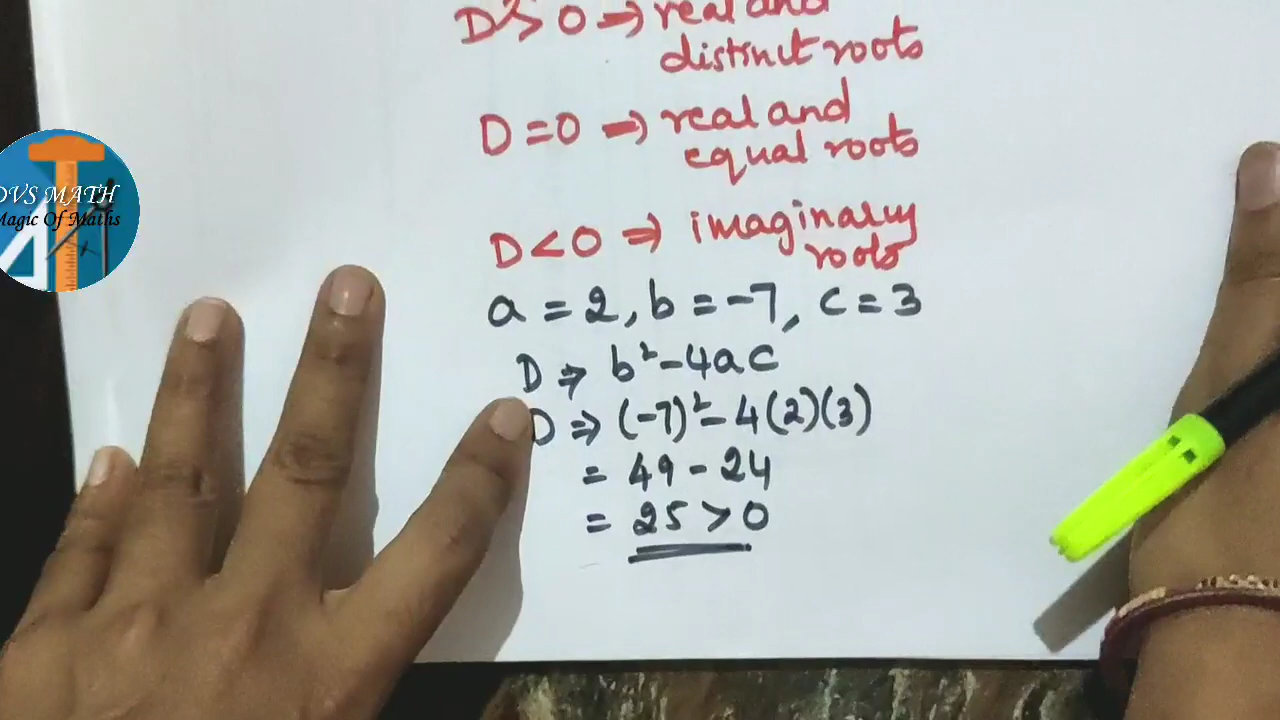 D > 0 ⇒ real and
distinct roots
D = 0 ⇒ real and
equal roots
D < 0 ⇒ imaginary
roots
DVS MATH
Magic Of Maths
a = 2, b = -7, c = 3
D ⇒ b² - 4ac
D ⇒ (-7)² - 4(2)(3)
= 49 - 24
= 25 > 0